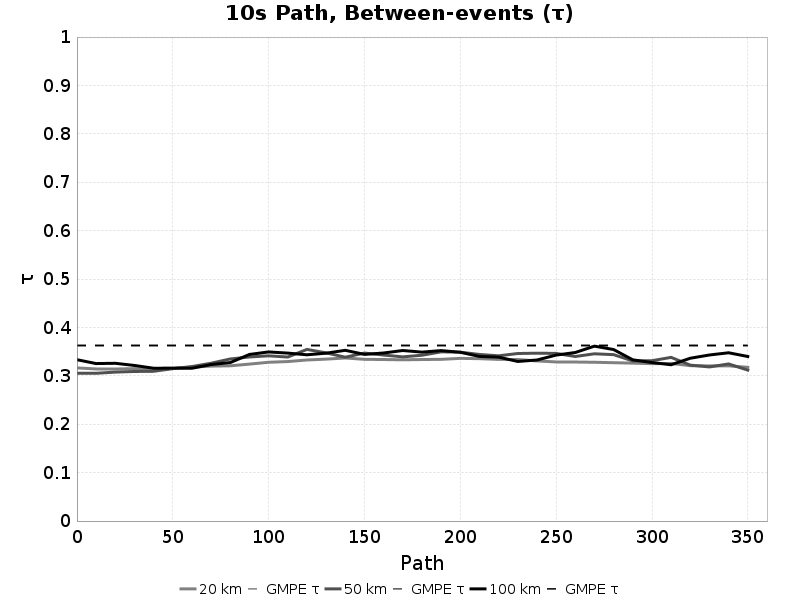 10s Path, Between-events (τ)
1
0.9
0.8
0.7
0.6
0.5
τ
0.4
0.3
0.2
0.1
0
0 50 100 150 200 250 300 350
Path
20 km GMPE τ 50 km GMPE τ 100 km GMPE τ